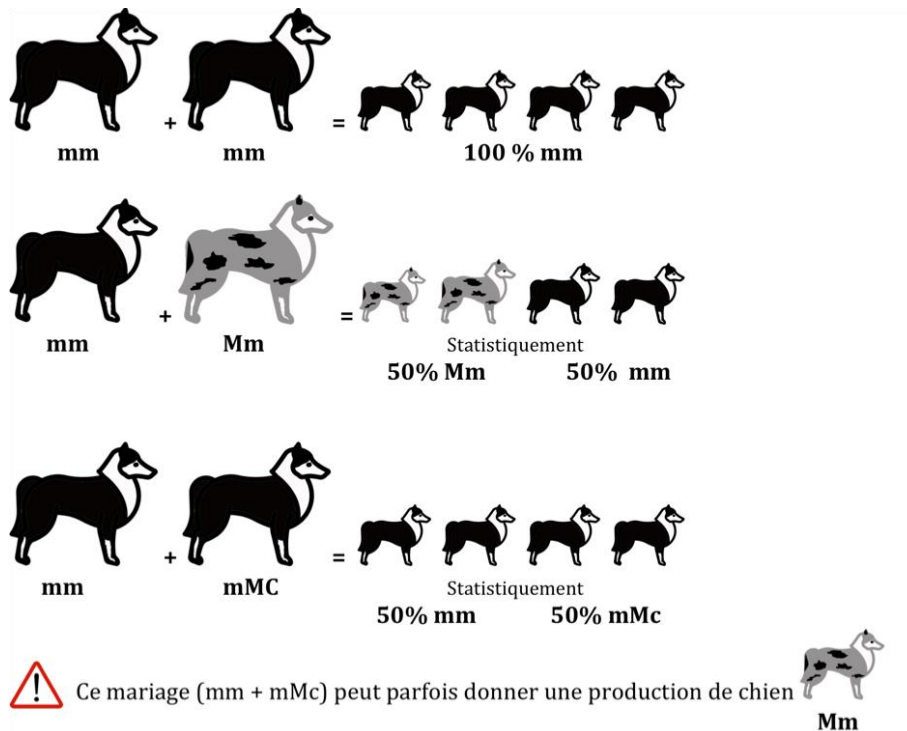 + =
mm mm 100 % mm
+ =
mm Mm Statistiquement
50% Mm 50% mm
+ =
mm mMC Statistiquement
50% mm 50% mMc
! Ce mariage (mm + mMc) peut parfois donner une production de chien
Mm